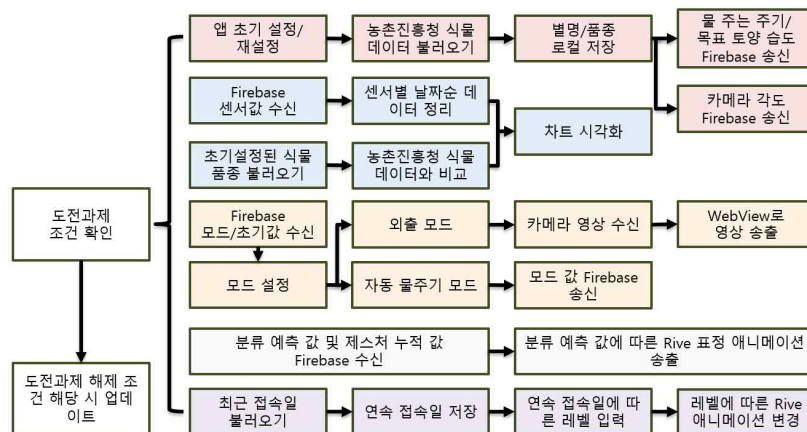 앱 초기 설정/
재설정
농촌진흥청 식물
데이터 불러오기
별명/품종
로컬 저장
물 주는 주기/
목표 토양 습도
Firebase 송신
카메라 각도
Firebase 송신
Firebase
센서값 수신
센서별 날짜순 데
이터 정리
차트 시각화
초기설정된 식물
품종 불러오기
농촌진흥청 식물
데이터와 비교
도전과제
조건 확인
Firebase
모드/초기값 수신
외출 모드
카메라 영상 수신
WebView로
영상 송출
모드 설정
자동 물주기 모드
모드 값 Firebase
송신
분류 예측 값 및 제스처 누적 값
Firebase 수신
분류 예측 값에 따른 Rive 표정 애니메이션
송출
도전과제 해제 조
건 해당 시 업데
이트
최근 접속일
불러오기
연속 접속일 저장
연속 접속일에 따
른 레벨 입력
레벨에 따른 Rive
애니메이션 변경